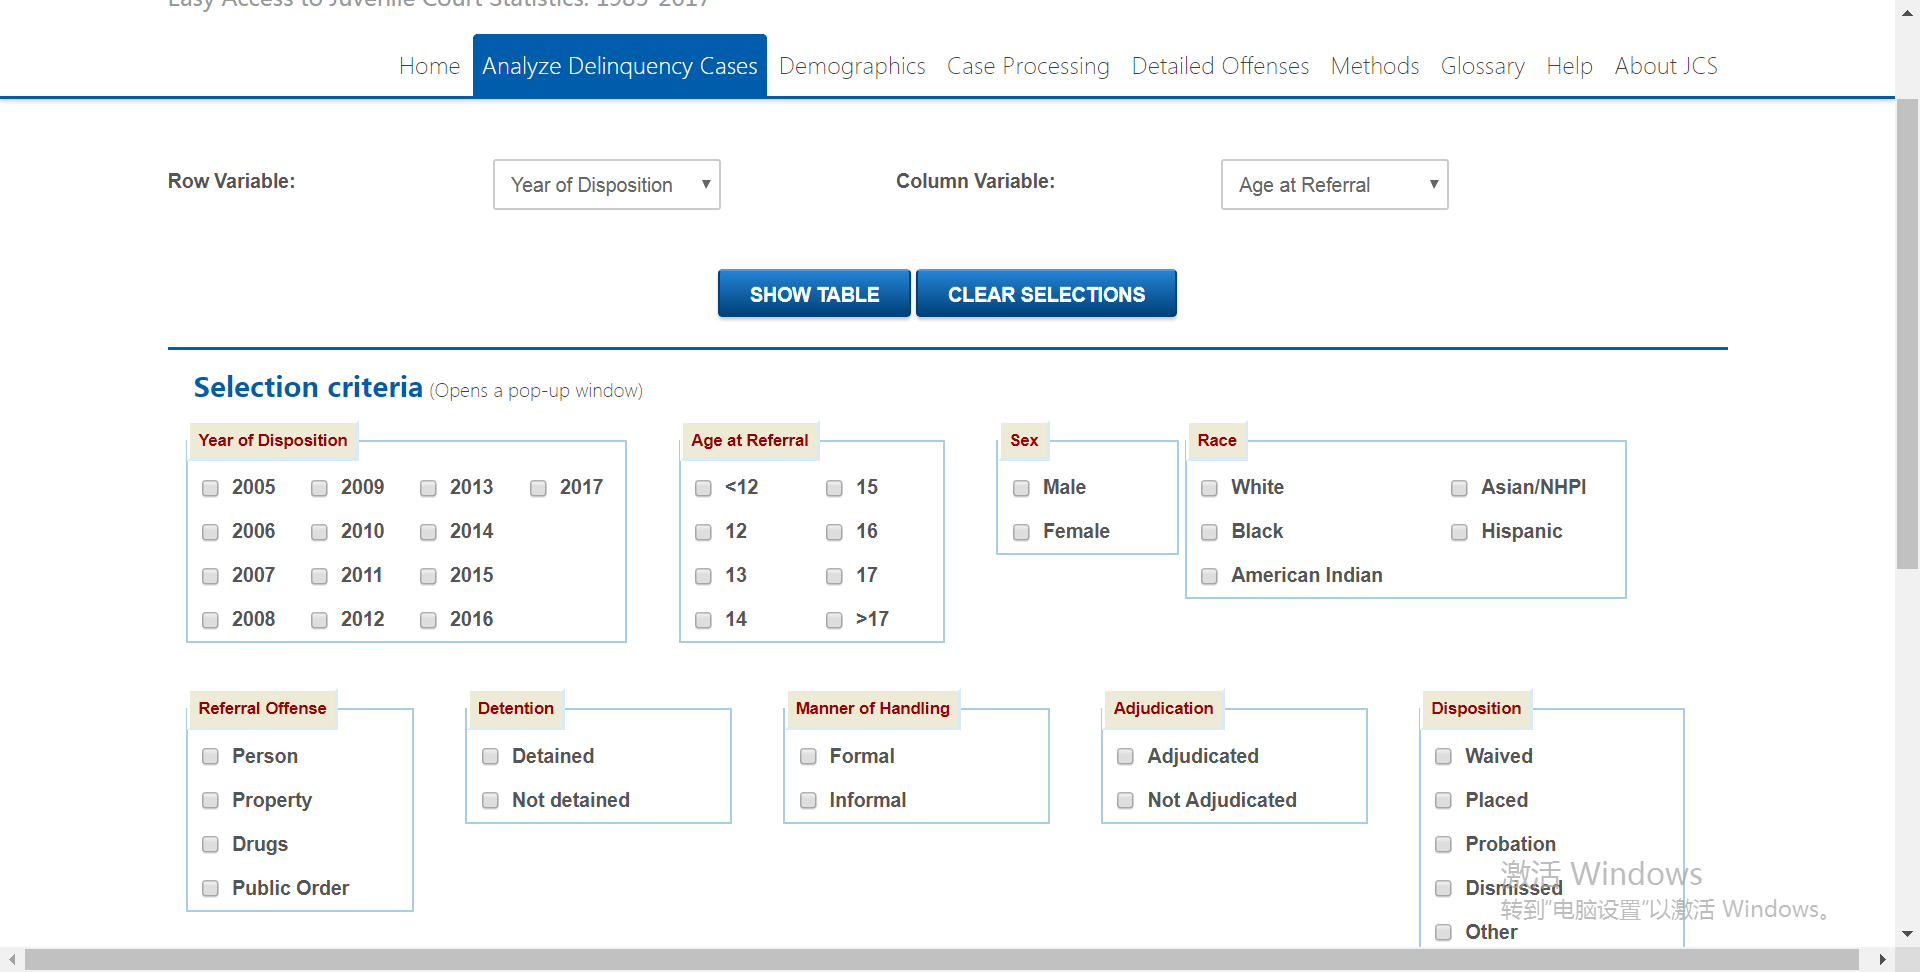 Easy Access to Juvenile Court Statistics: 1985-2017
Home Analyze Delinquency Cases Demographics Case Processing Detailed Offenses Methods Glossary Help About JCS
Row Variable: Year of Disposition Column Variable: Age at Referral
SHOW TABLE CLEAR SELECTIONS
Selection criteria (Opens a pop-up window)
Year of Disposition
2005 2009 2013 2017
2006 2010 2014
2007 2011 2015
2008 2012 2016
Age at Referral
<12 15
12 16
13 17
14 >17
Sex
Male
Female
Race
White Asian/NHPI
Black Hispanic
American Indian
Referral Offense
Person
Property
Drugs
Public Order
Detention
Detained
Not detained
Manner of Handling
Formal
Informal
Adjudication
Adjudicated
Not Adjudicated
Disposition
Waived
Placed
Probation
Dismissed
Other
激活 Windows
转到"电脑设置"以激活 Windows。